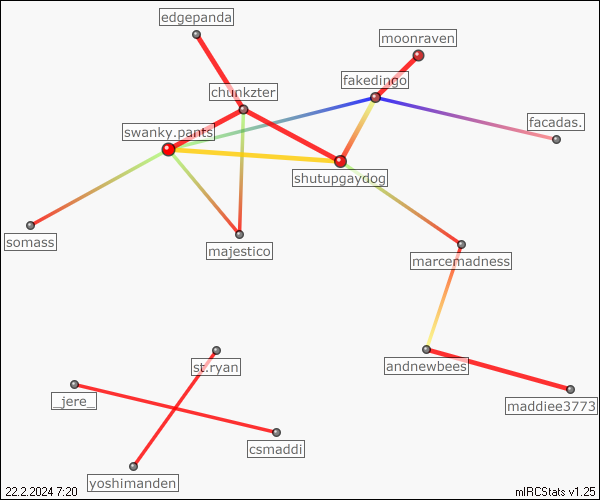 edgepanda
moonraven
fakedingo
chunkzter
facadas.
swanky.pants
shutupgaydog
somass
majestico
marcemadness
st.ryan
andnewbees
_jere_
maddiee3773
csmaddi
yoshimanden
22.2.2024 7:20
mIRCStats v1.25